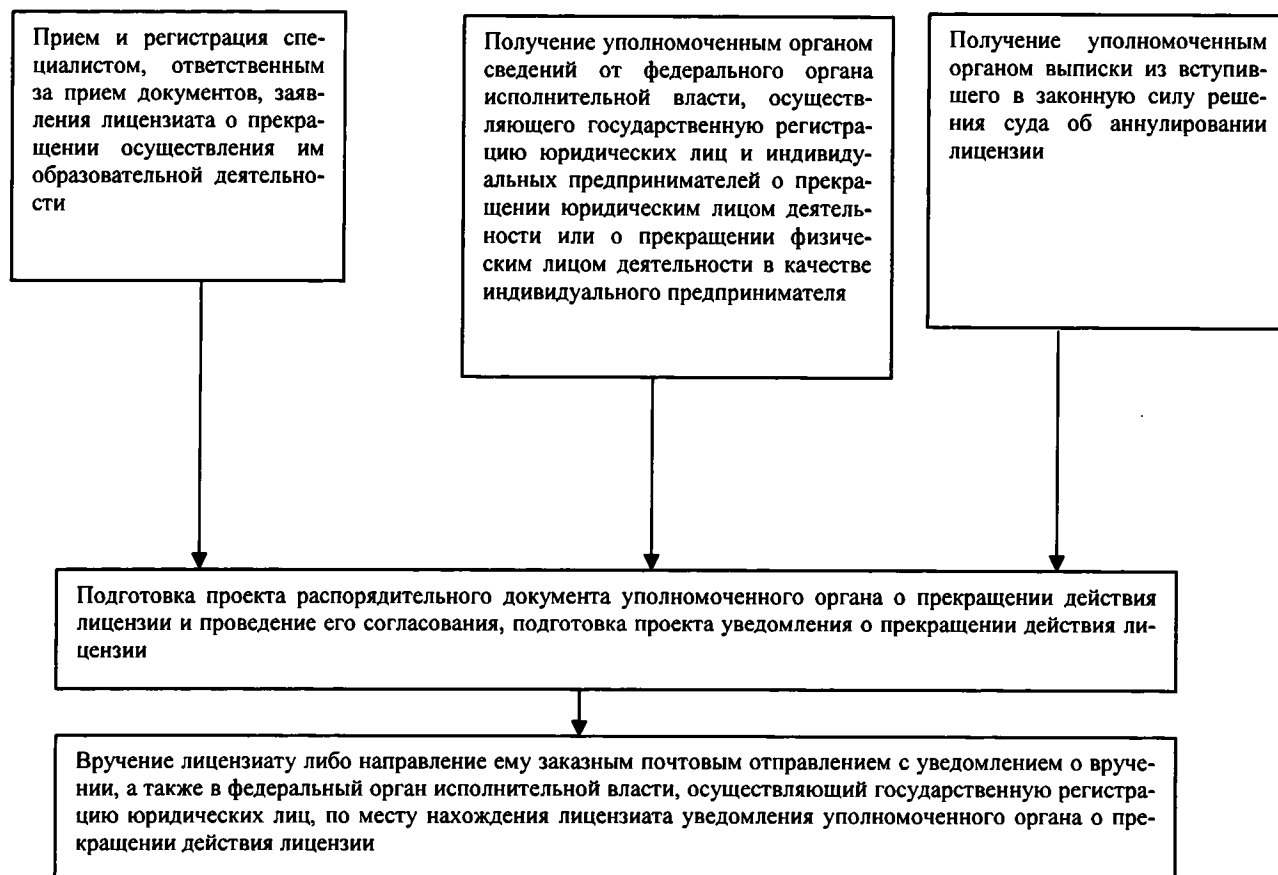 Прием и регистрация спе-
циалистом, ответственным
за прием документов, заяв-
ления лицензиата о прекра-
щении осуществления им
образовательной деятельно-
сти
Получение уполномоченным органом
сведений от федерального органа
исполнительной власти, осуществ-
ляющего государственную регистра-
цию юридических лиц и индивиду-
альных предпринимателей о прекра-
щении юридическим лицом деятель-
ности или о прекращении физиче-
ским лицом деятельности в качестве
индивидуального предпринимателя
Получение уполномоченным
органом выписки из вступив-
шего в законную силу реше-
ния суда об аннулировании
лицензии
Подготовка проекта распорядительного документа уполномоченного органа о прекращении действия
лицензии и проведение его согласования, подготовка проекта уведомления о прекращении действия ли-
цензии
Вручение лицензиату либо направление ему заказным почтовым отправлением с уведомлением о вруче-
нии, а также в федеральный орган исполнительной власти, осуществляющий государственную регистра-
цию юридических лиц, по месту нахождения лицензиата уведомления уполномоченного органа о пре-
кращении действия лицензии